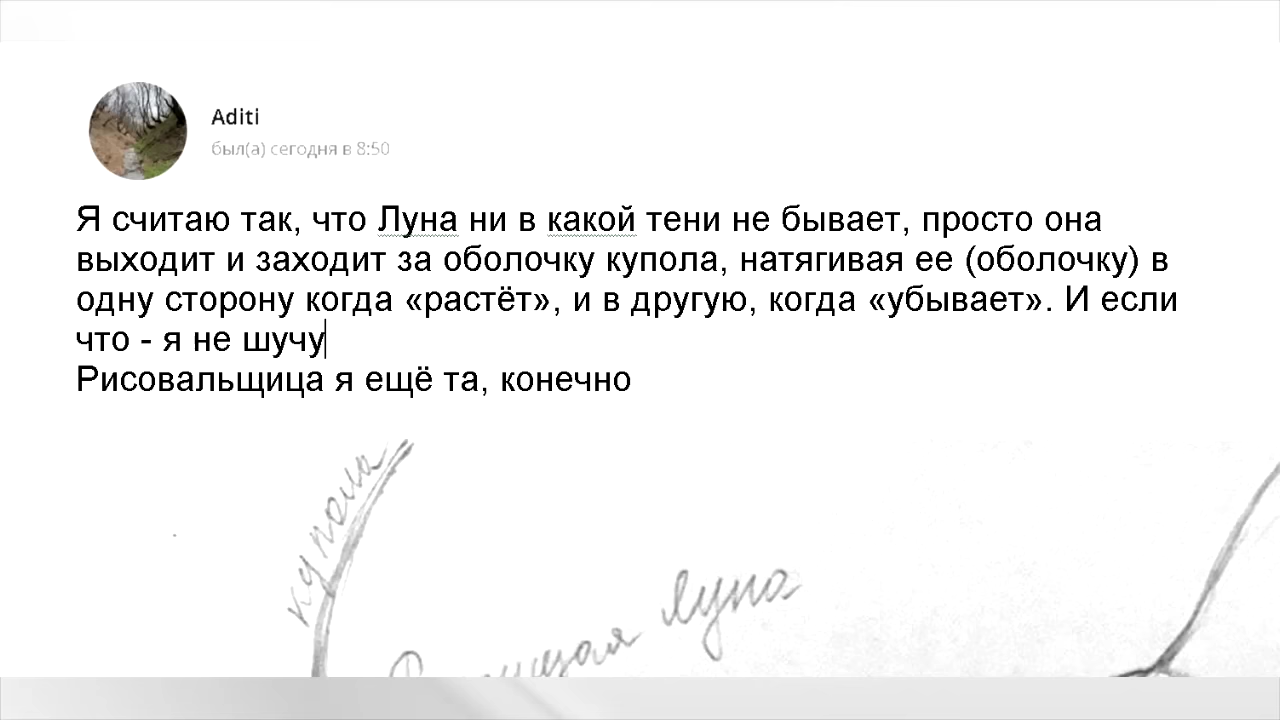 Aditi
был(а) сегодня в 8:50
Я считаю так, что Луна ни в какой тени не бывает, просто она
выходит и заходит за оболочку купола, натягивая ее (оболочку) в
одну сторону когда «растёт», и в другую, когда «убывает». И если
что - я не шучу
Рисовальщица я ещё та, конечно
купола
Луна